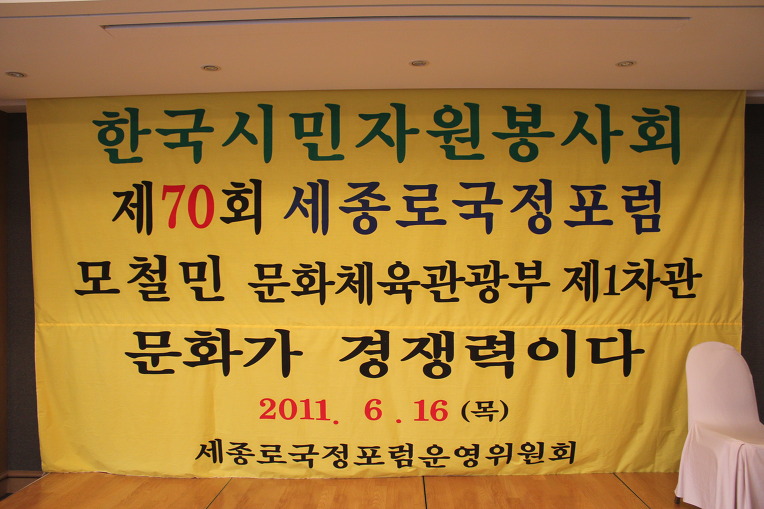 한국시민자원봉사회
제70회 세종로국정포럼
모철민 문화체육관광부 제1차관
문화가 경쟁력이다
2011. 6. 16 (목)
세종로국정포럼운영위원회